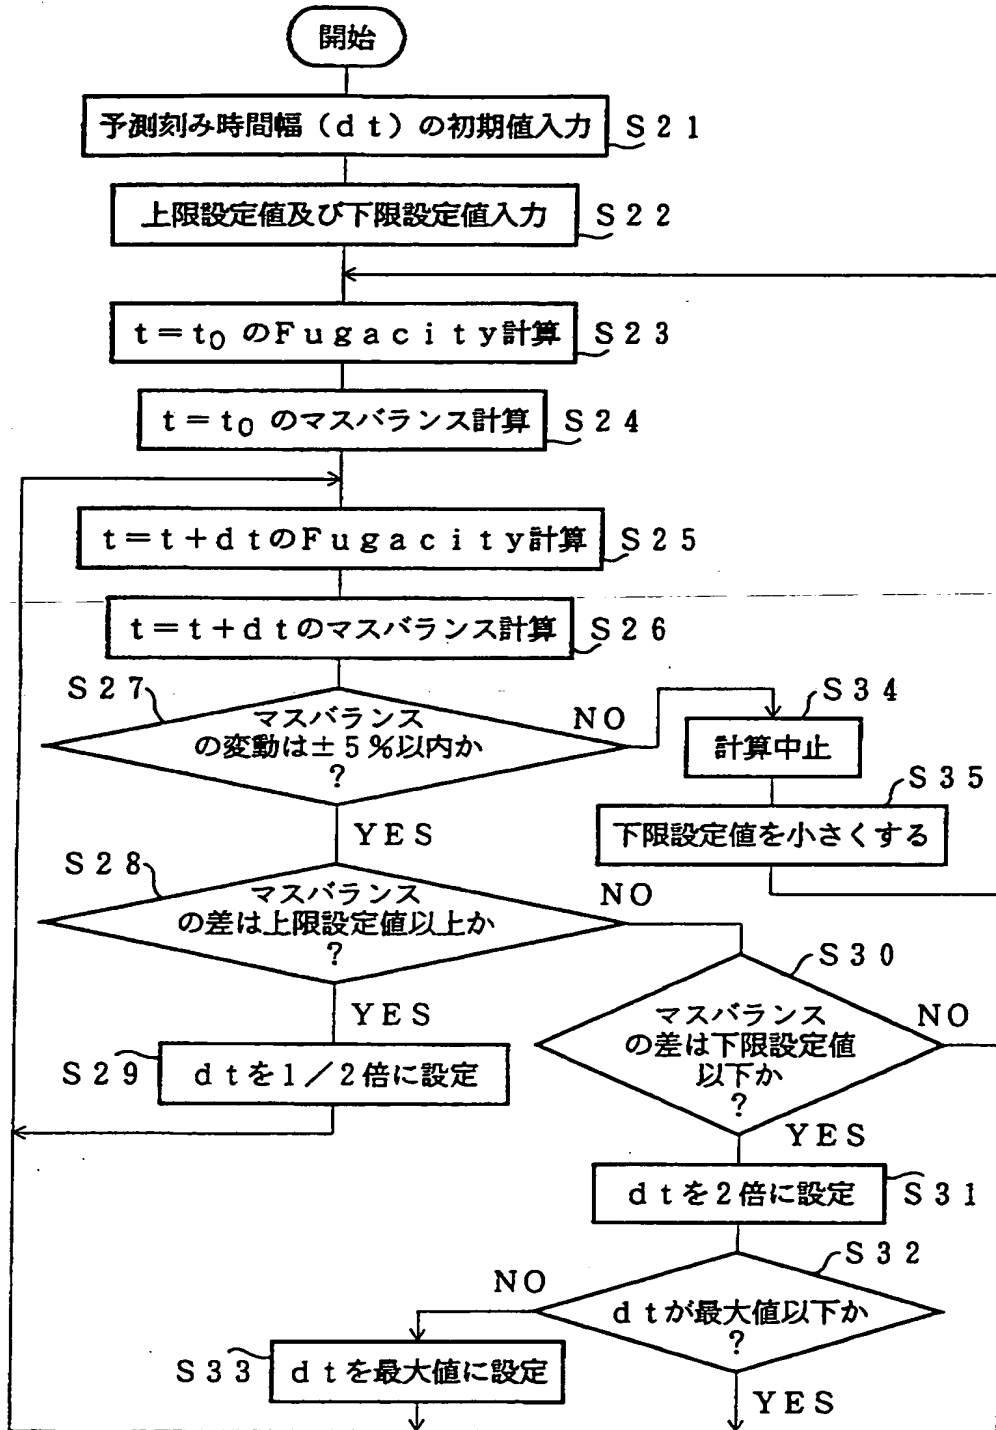 開始
予測刻み時間幅(dt)の初期値入力
S21
上限設定値及び下限設定値入力
S22
t=t0 のFugacity計算
S23
t=t0 のマスバランス計算
S24
t=t+dtのFugacity計算
S25
t=t+dtのマスバランス計算
S26
S27
マスバランス
の変動は±5%以内か
?
NO
YES
S34
計算中止
S35
下限設定値を小さくする
S28
マスバランス
の差は上限設定値以上か
?
NO
YES
S29
dtを1/2倍に設定
S30
マスバランス
の差は下限設定値
以下か
?
NO
YES
dtを2倍に設定
S31
S32
dtが最大値以下か
?
NO
YES
S33
dtを最大値に設定